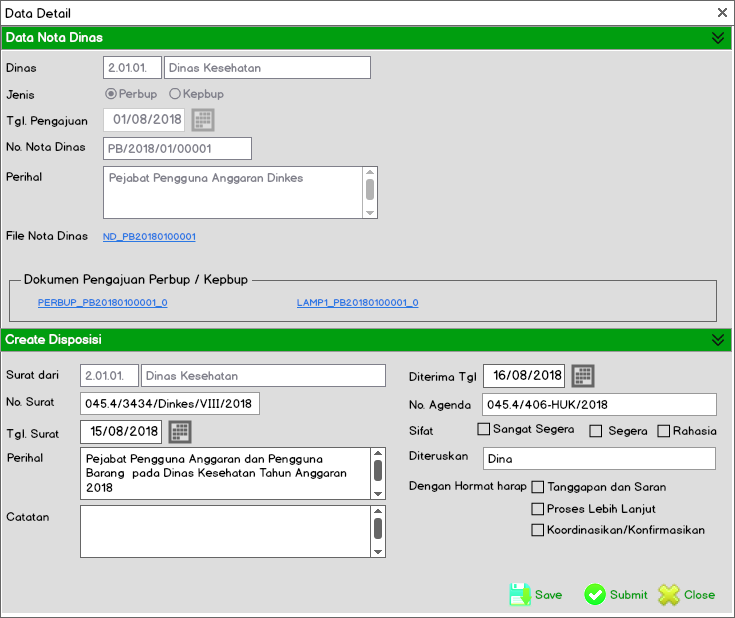 Data Detail
Data Nota Dinas
Dinas 2.01.01. Dinas Kesehatan
Jenis Perbup Kepbup
Tgl. Pengajuan 01/08/2018
No. Nota Dinas PB/2018/01/00001
Perihal Pejabat Pengguna Anggaran Dinkes
File Nota Dinas ND_PB20180100001
Dokumen Pengajuan Perbup / Kepbup
PERBUP_PB20180100001_0 LAMP1_PB20180100001_0
Create Disposisi
Surat dari 2.01.01. Dinas Kesehatan
No. Surat 045.4/3434/Dinkes/VIII/2018
Tgl. Surat 15/08/2018
Perihal Pejabat Pengguna Anggaran dan Pengguna
Barang pada Dinas Kesehatan Tahun Anggaran
2018
Catatan
Diterima Tgl 16/08/2018
No. Agenda 045.4/406-HUK/2018
Sifat Sangat Segera Segera Rahasia
Diteruskan Dina
Dengan Hormat harap Tanggapan dan Saran
Proses Lebih Lanjut
Koordinasikan/Konfirmasikan
Save Submit Close